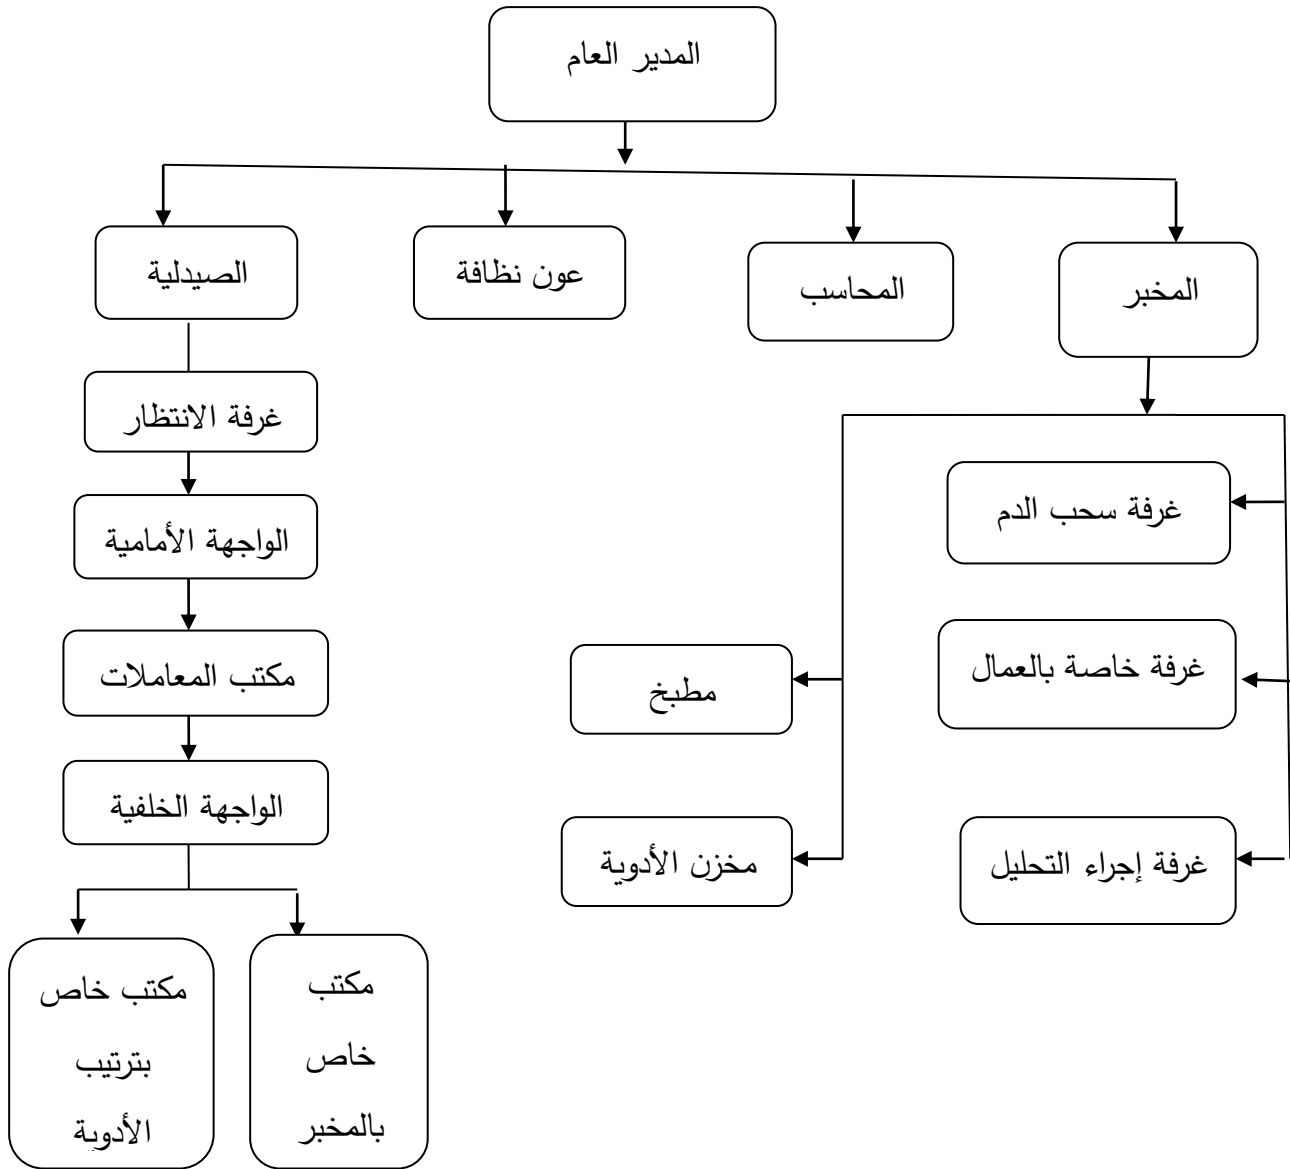 المدير العام
المخبر
المحاسب
عون نظافة
الصيدلية
غرفة سحب الدم
غرفة خاصة بالعمال
غرفة إجراء التحليل
مطبخ
مخزن الأدوية
غرفة الانتظار
الواجهة الأمامية
مكتب المعاملات
الواجهة الخلفية
مكتب
خاص
بالمخبر
مكتب خاص
بترتيب
الأدوية